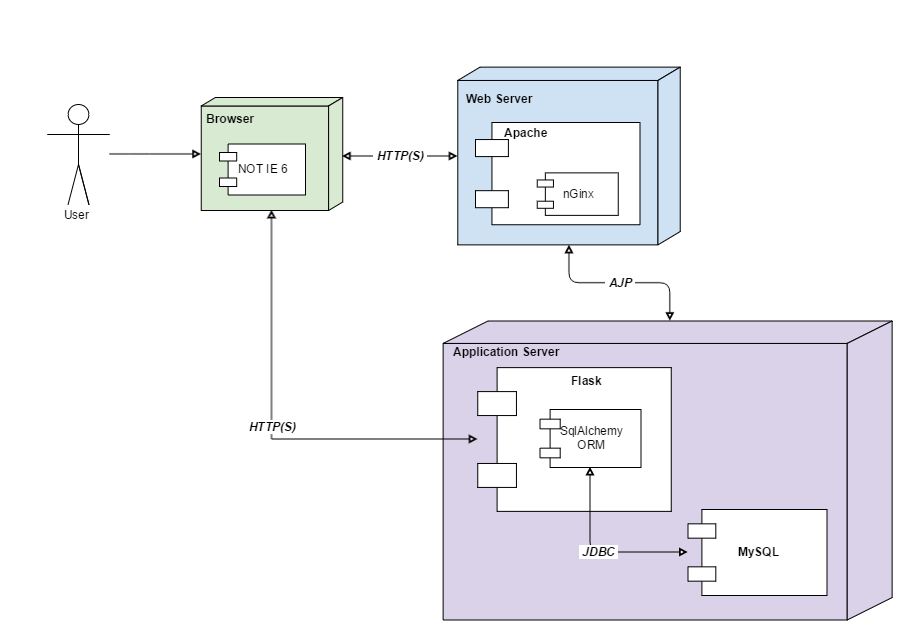 Web Server
Browser
Apache
HTTP(S)
NOT IE 6
nGinx
User
AJP
Application Server
Flask
HTTP(S)
SqlAlchemy
ORM
JDBC
MySQL